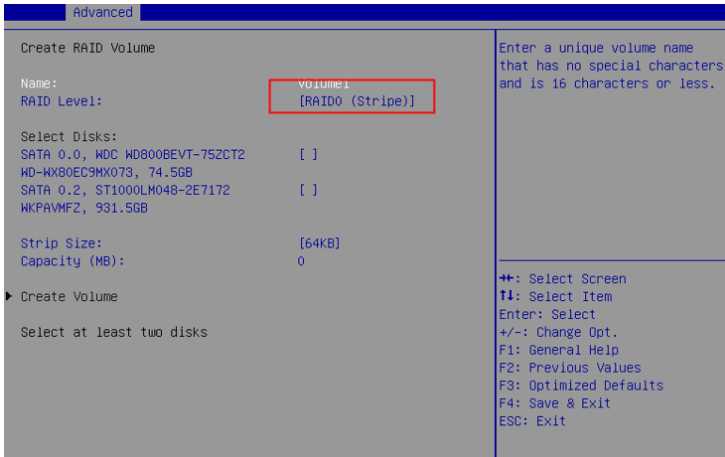 Advanced
Create RAID Volume
Name: Volume1
RAID Level: [RAID0 (Stripe)]
Select Disks:
SATA 0.0, WDC WD800BEVT-75ZCT2 [ ]
WD-WX80EC9MX073, 74.5GB
SATA 0.2, ST1000LM048-2E7172 [ ]
WKPAVMFZ, 931.5GB
Strip Size: [64KB]
Capacity (MB): 0
Create Volume
Select at least two disks
Enter a unique volume name
that has no special characters
and is 16 characters or less.
→←: Select Screen
↑↓: Select Item
Enter: Select
+/-: Change Opt.
F1: General Help
F2: Previous Values
F3: Optimized Defaults
F4: Save & Exit
ESC: Exit